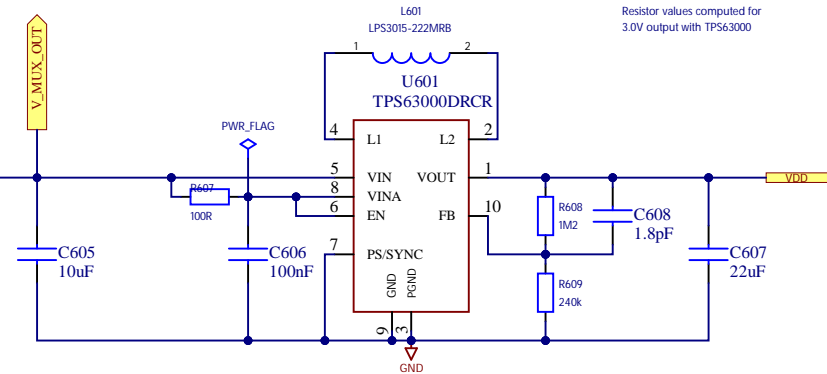 L601
LPS3015-222MRB
Resistor values computed for
3.0V output with TPS63000
V_MUX_OUT
1
2
U601
TPS63000DRCR
PWR_FLAG
4
L1
L2
2
5
VIN
VOUT
1
VDD
R607
100R
8
VINA
6
EN
FB
10
R608
1M2
C608
1.8pF
7
PS/SYNC
C605
10uF
C606
100nF
C607
22uF
GND
PGND
R609
240k
9
3
GND